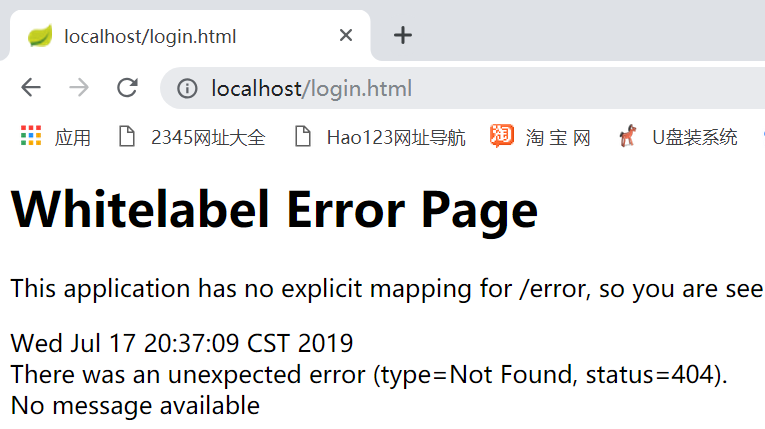 localhost/login.html
localhost/login.html
应用 2345网址大全 Hao123网址导航 淘 宝 网 U盘装系统
Whitelabel Error Page
This application has no explicit mapping for /error, so you are see
Wed Jul 17 20:37:09 CST 2019
There was an unexpected error (type=Not Found, status=404).
No message available